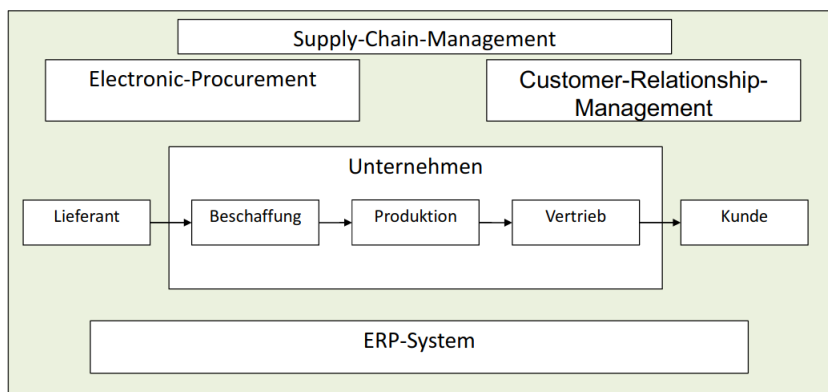 Supply-Chain-Management
Electronic-Procurement
Customer-Relationship-
Management
Unternehmen
Lieferant
Beschaffung
Produktion
Vertrieb
Kunde
ERP-System